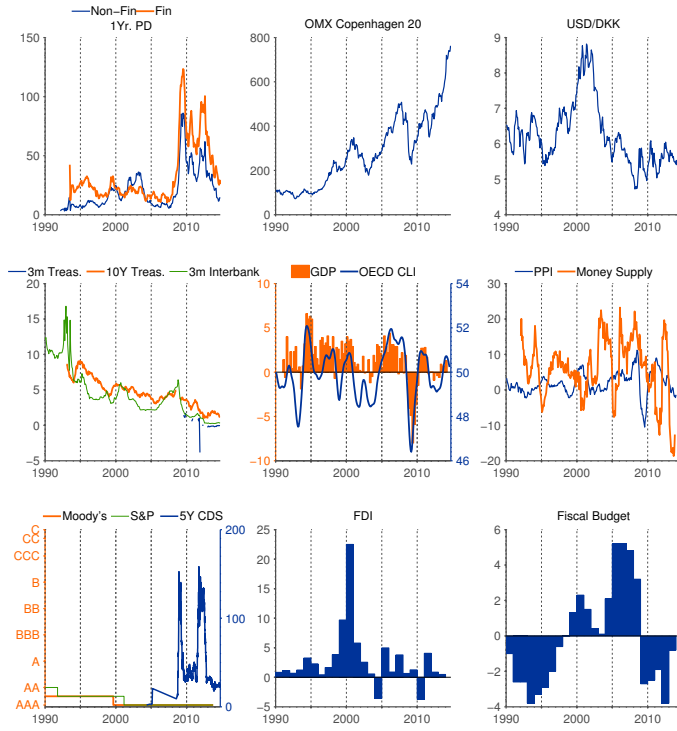 Non−Fin Fin
1Yr. PD
150
100
50
0
1990 2000 2010
OMX Copenhagen 20
800
600
400
200
0
1990 2000 2010
USD/DKK
9
8
7
6
5
4
1990 2000 2010
3m Treas. 10Y Treas. 3m Interbank
20
15
10
5
0
−5
1990 2000 2010
GDP OECD CLI
10 54
5 52
0 50
−5 48
−10 46
1990 2000 2010
PPI Money Supply
30
20
10
0
−10
−20
1990 2000 2010
Moody's S&P 5Y CDS
C 200
CC
CCC
B
BB 100
BBB
A
AA
AAA 0
1990 2000 2010
FDI
25
20
15
10
5
0
−5
1990 2000 2010
Fiscal Budget
6
4
2
0
−2
−4
1990 2000 2010